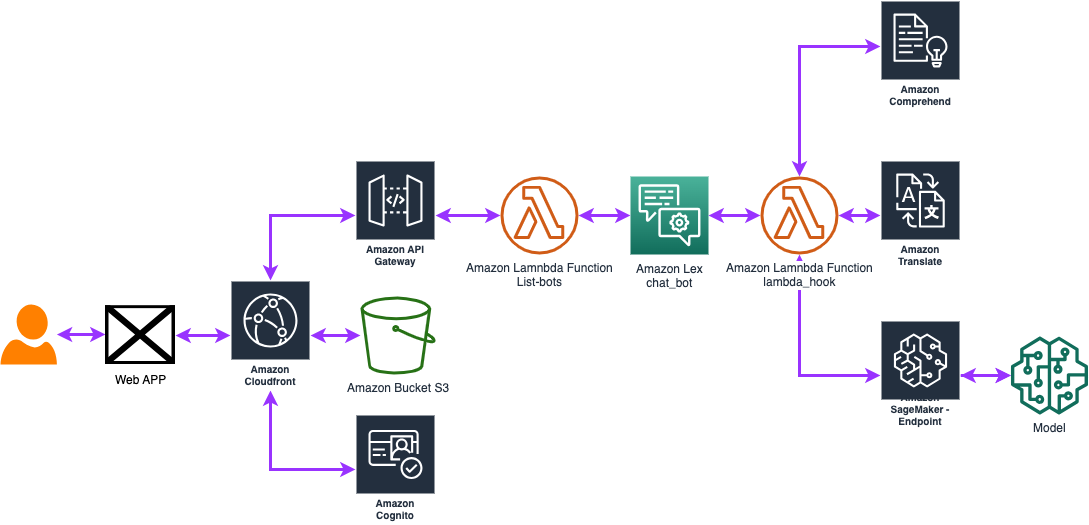 Amazon
Comprehend
Amazon API
Gateway
Amazon Lamnbda Function
List-bots
Amazon Lex
chat_bot
Amazon Lamnbda Function
lambda_hook
A
文
Amazon
Translate
Web APP
Amazon
Cloudfront
Amazon Bucket S3
Amazon
SageMaker -
Endpoint
Model
Amazon
Cognito